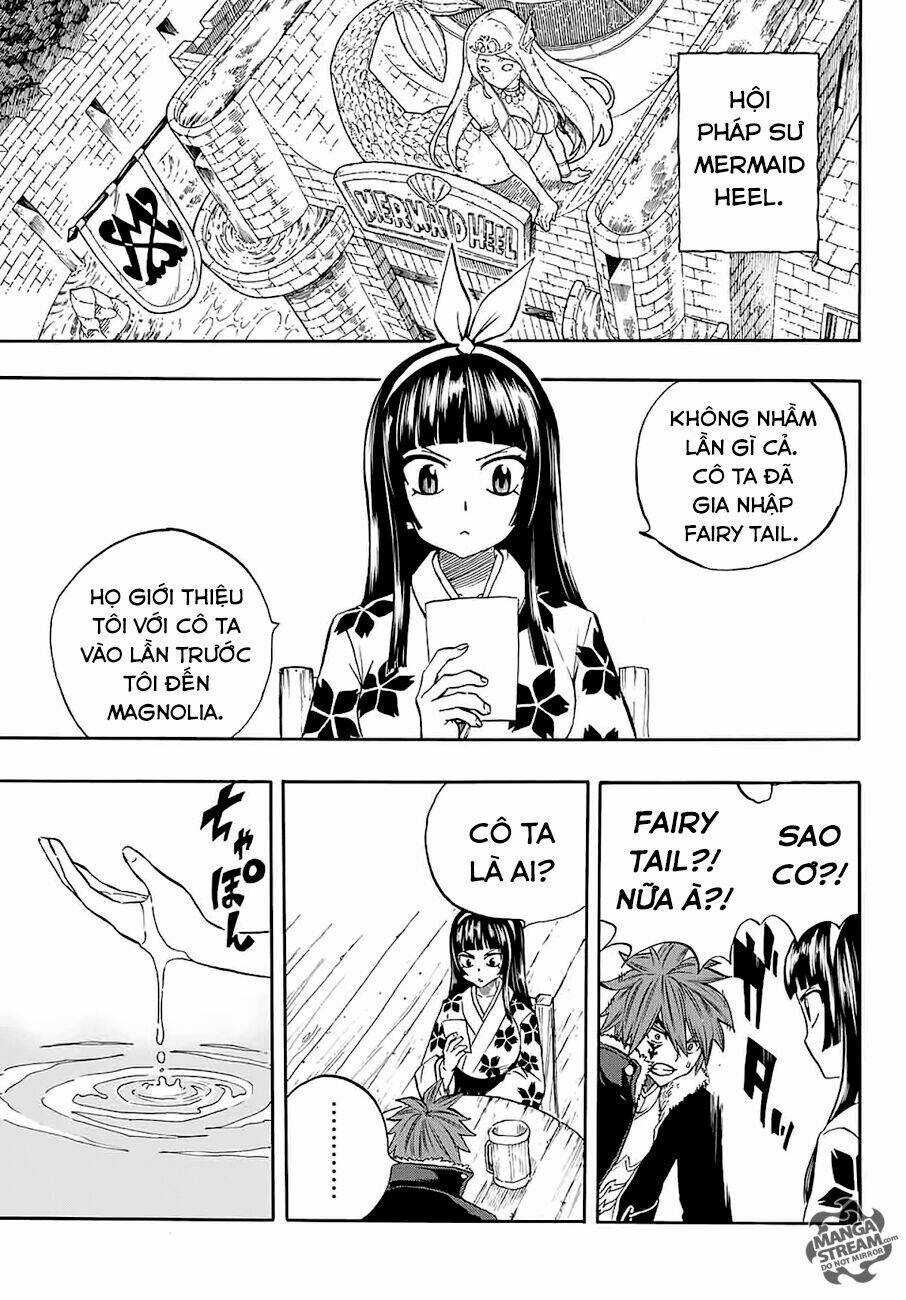 HỘI
PHÁP SƯ
MERMAID
HEEL.
MERMAID HEEL
KHÔNG NHẦM
LẦN GÌ CẢ.
CÔ TA ĐÃ
GIA NHẬP
FAIRY TAIL.
HỌ GIỚI THIỆU
TÔI VỚI CÔ TA
VÀO LẦN TRƯỚC
TÔI ĐẾN
MAGNOLIA.
SAO
CƠ?!
FAIRY
TAIL?!
NỮA À?!
ガタッ
CÔ TA
LÀ AI?
.........
ちゃぽん
MANGA
STREAM.com
DO NOT MIRROR